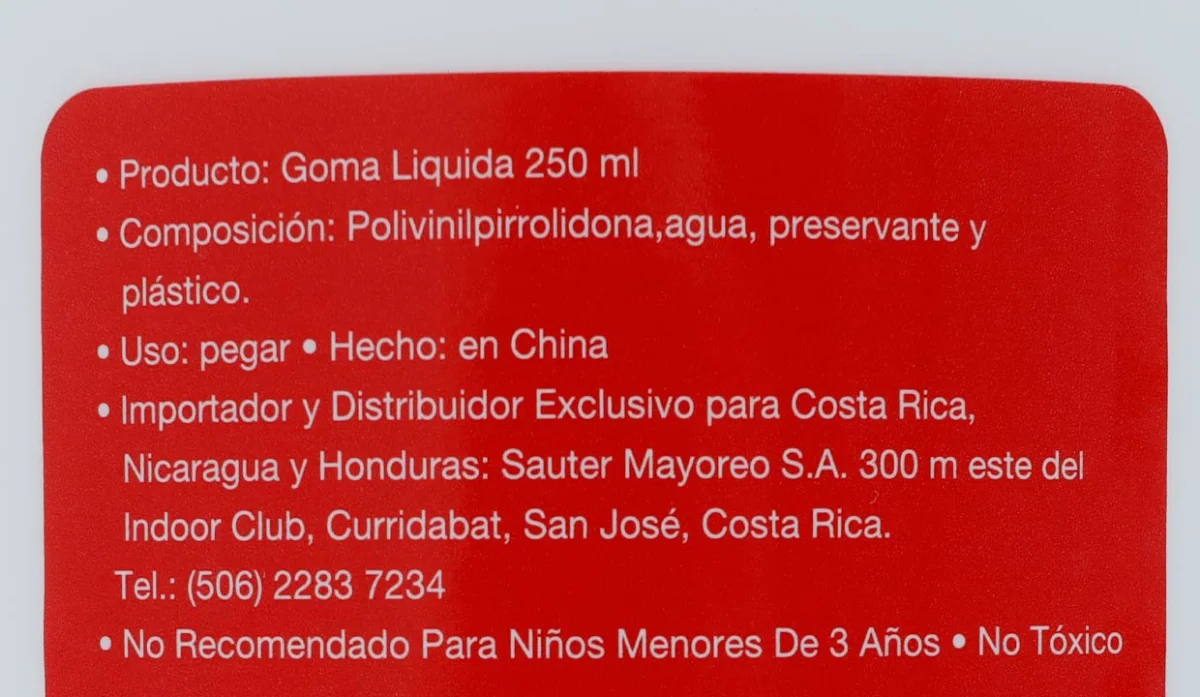 • Producto: Goma Liquida 250 ml
• Composición: Polivinilpirrolidona,agua, preservante y
plástico.
• Uso: pegar • Hecho: en China
• Importador y Distribuidor Exclusivo para Costa Rica,
Nicaragua y Honduras: Sauter Mayoreo S.A. 300 m este del
Indoor Club, Curridabat, San José, Costa Rica.
Tel.: (506) 2283 7234
• No Recomendado Para Niños Menores De 3 Años • No Tóxico